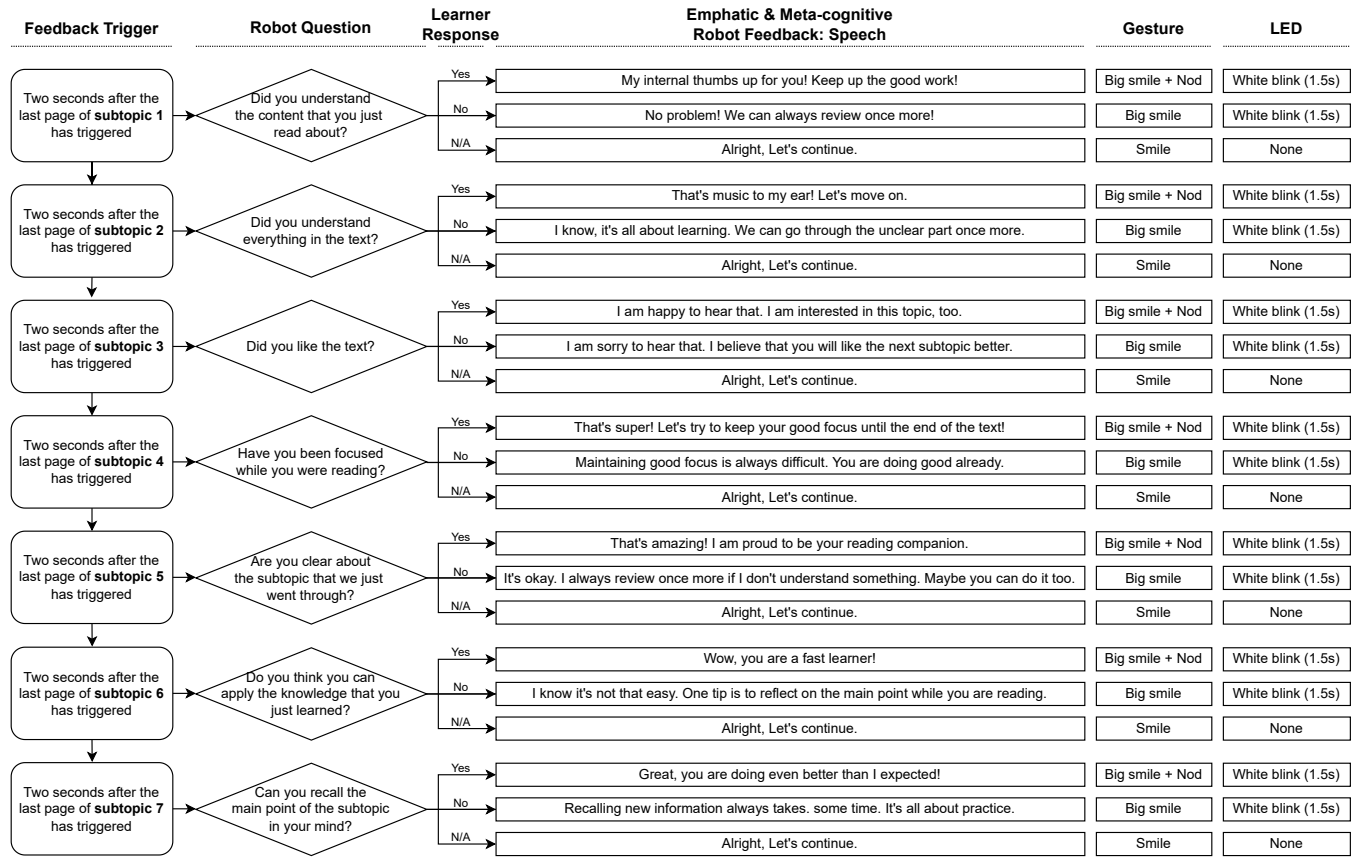 Feedback Trigger
Robot Question
Learner
Response
Emphatic & Meta-cognitive
Robot Feedback: Speech
Gesture
LED
Two seconds after the
last page of subtopic 1
has triggered
Did you understand
the content that you just
read about?
Yes
My internal thumbs up for you! Keep up the good work!
Big smile + Nod
White blink (1.5s)
No
No problem! We can always review once more!
Big smile
White blink (1.5s)
N/A
Alright, Let's continue.
Smile
None
Two seconds after the
last page of subtopic 2
has triggered
Did you understand
everything in the text?
Yes
That's music to my ear! Let's move on.
Big smile + Nod
White blink (1.5s)
No
I know, it's all about learning. We can go through the unclear part once more.
Big smile
White blink (1.5s)
N/A
Alright, Let's continue.
Smile
None
Two seconds after the
last page of subtopic 3
has triggered
Did you like the text?
Yes
I am happy to hear that. I am interested in this topic, too.
Big smile + Nod
White blink (1.5s)
No
I am sorry to hear that. I believe that you will like the next subtopic better.
Big smile
White blink (1.5s)
N/A
Alright, Let's continue.
Smile
None
Two seconds after the
last page of subtopic 4
has triggered
Have you been focused
while you were reading?
Yes
That's super! Let's try to keep your good focus until the end of the text!
Big smile + Nod
White blink (1.5s)
No
Maintaining good focus is always difficult. You are doing good already.
Big smile
White blink (1.5s)
N/A
Alright, Let's continue.
Smile
None
Two seconds after the
last page of subtopic 5
has triggered
Are you clear about
the subtopic that we just
went through?
Yes
That's amazing! I am proud to be your reading companion.
Big smile + Nod
White blink (1.5s)
No
It's okay. I always review once more if I don't understand something. Maybe you can do it too.
Big smile
White blink (1.5s)
N/A
Alright, Let's continue.
Smile
None
Two seconds after the
last page of subtopic 6
has triggered
Do you think you can
apply the knowledge that you
just learned?
Yes
Wow, you are a fast learner!
Big smile + Nod
White blink (1.5s)
No
I know it's not that easy. One tip is to reflect on the main point while you are reading.
Big smile
White blink (1.5s)
N/A
Alright, Let's continue.
Smile
None
Two seconds after the
last page of subtopic 7
has triggered
Can you recall the
main point of the subtopic
in your mind?
Yes
Great, you are doing even better than I expected!
Big smile + Nod
White blink (1.5s)
No
Recalling new information always takes. some time. It's all about practice.
Big smile
White blink (1.5s)
N/A
Alright, Let's continue.
Smile
None